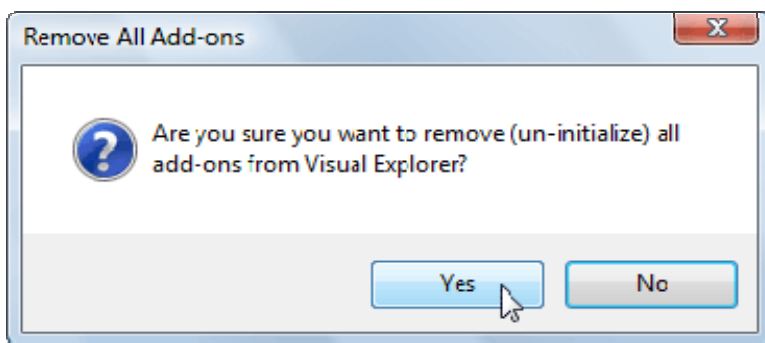 Remove All Add-ons
Are you sure you want to remove (un-initialize) all
add-ons from Visual Explorer?
Yes
No